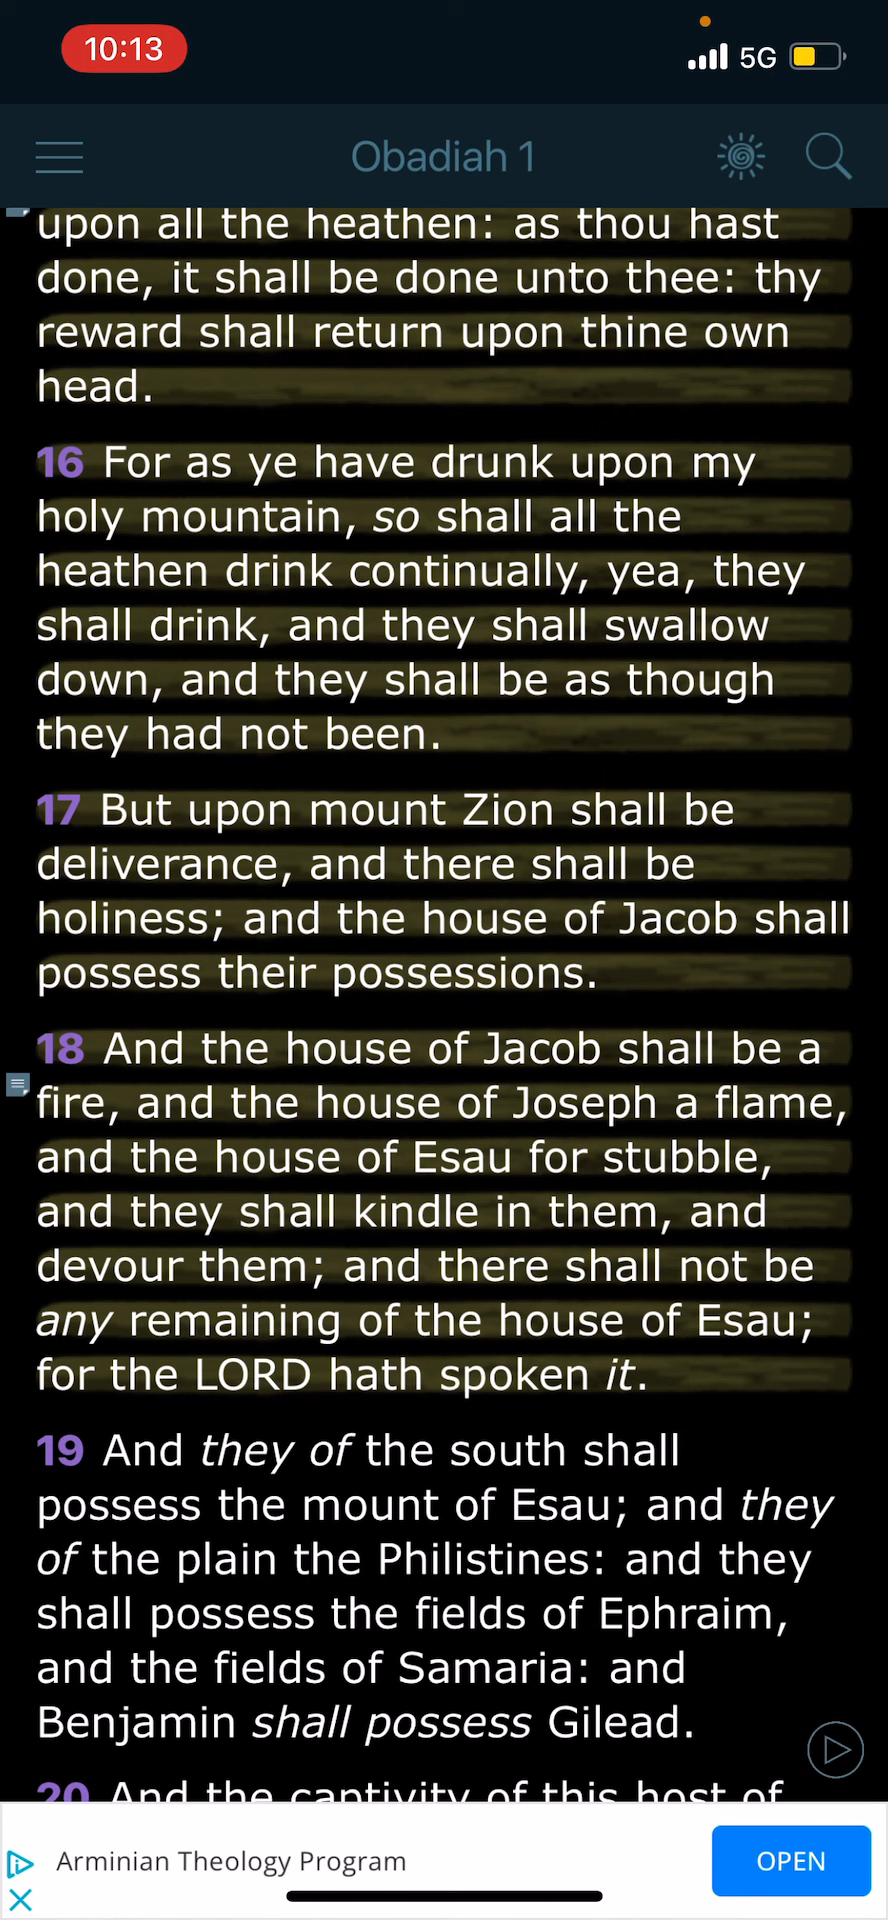 10:13
5G
Obadiah 1
upon all the heathen: as thou hast
done, it shall be done unto thee: thy
reward shall return upon thine own
head.
16 For as ye have drunk upon my
holy mountain, so shall all the
heathen drink continually, yea, they
shall drink, and they shall swallow
down, and they shall be as though
they had not been.
17 But upon mount Zion shall be
deliverance, and there shall be
holiness; and the house of Jacob shall
possess their possessions.
18 And the house of Jacob shall be a
fire, and the house of Joseph a flame,
and the house of Esau for stubble,
and they shall kindle in them, and
devour them; and there shall not be
any remaining of the house of Esau;
for the LORD hath spoken it.
19 And they of the south shall
possess the mount of Esau; and they
of the plain the Philistines: and they
shall possess the fields of Ephraim,
and the fields of Samaria: and
Benjamin shall possess Gilead.
20 And the captivity of this host of
Arminian Theology Program
OPEN